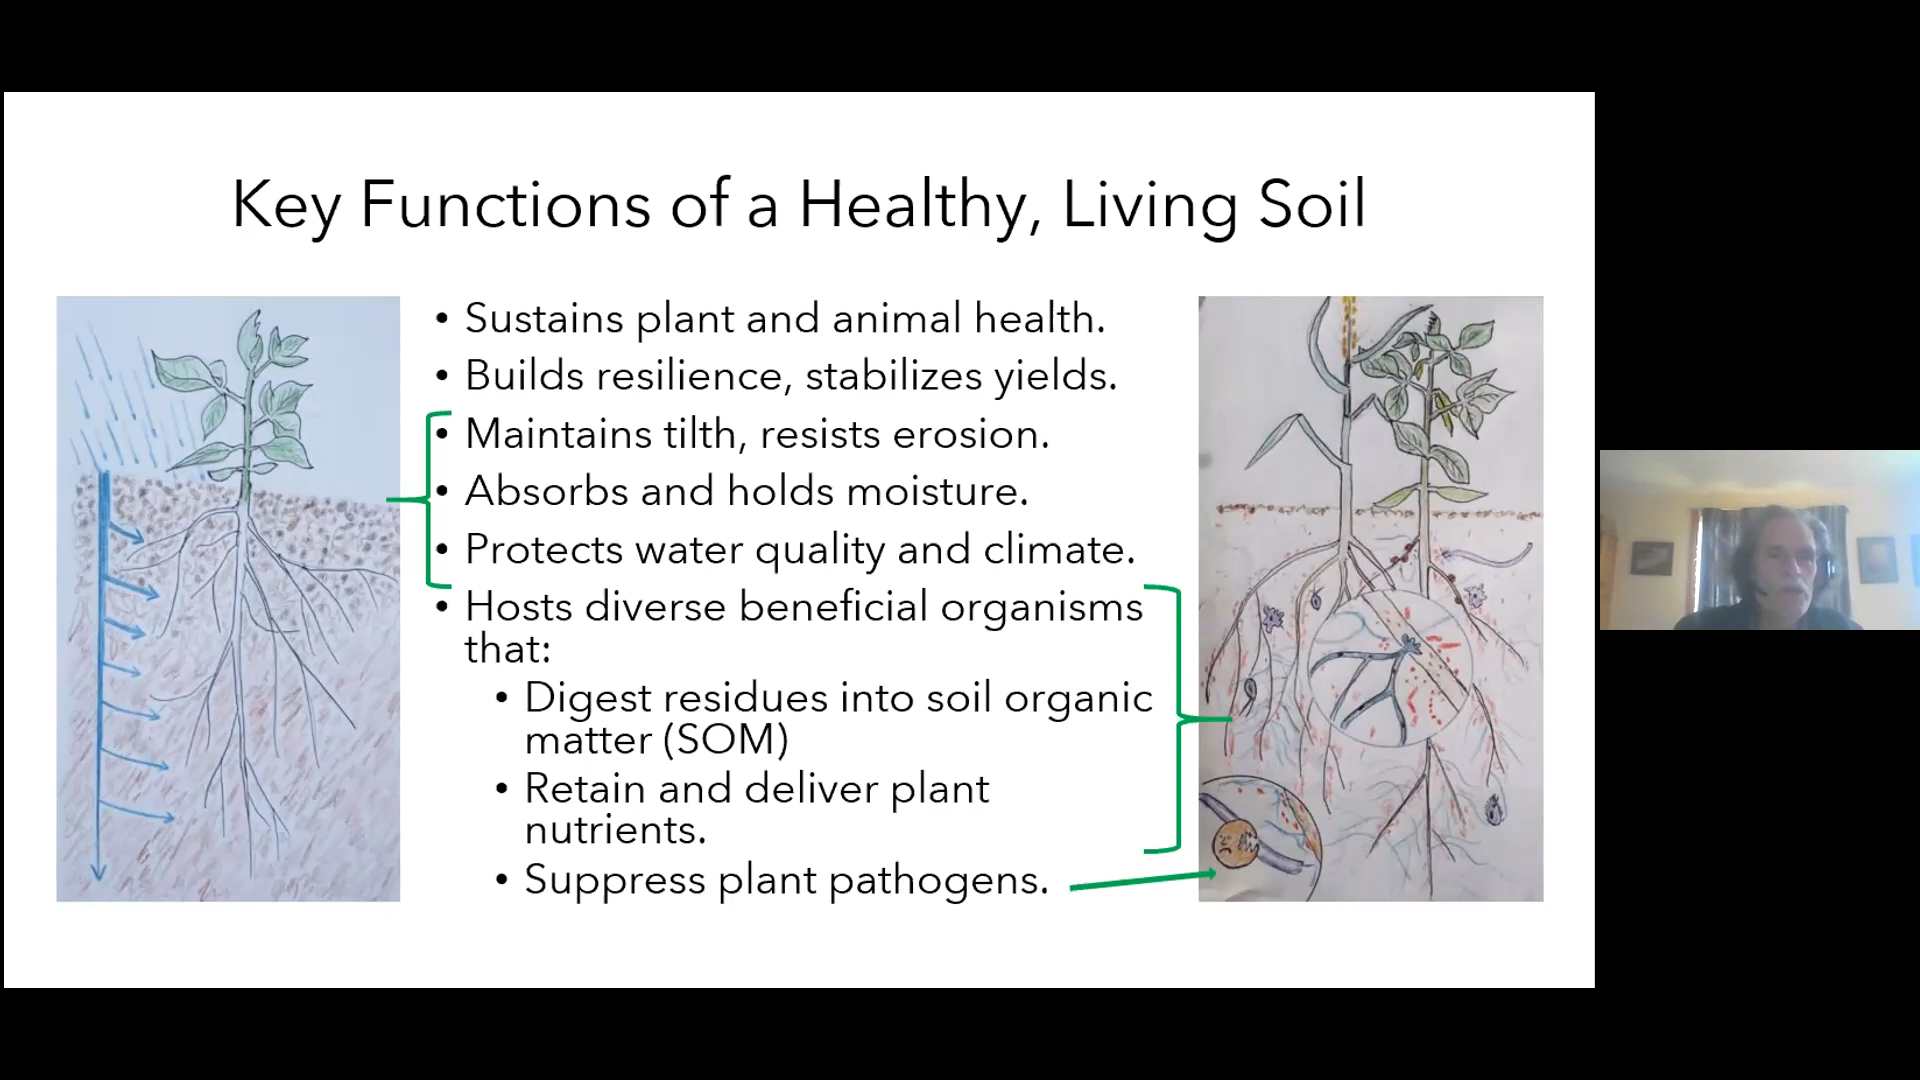 Key Functions of a Healthy, Living Soil
• Sustains plant and animal health.
• Builds resilience, stabilizes yields.
• Maintains tilth, resists erosion.
• Absorbs and holds moisture.
• Protects water quality and climate.
• Hosts diverse beneficial organisms
that:
• Digest residues into soil organic
matter (SOM)
• Retain and deliver plant
nutrients.
• Suppress plant pathogens.